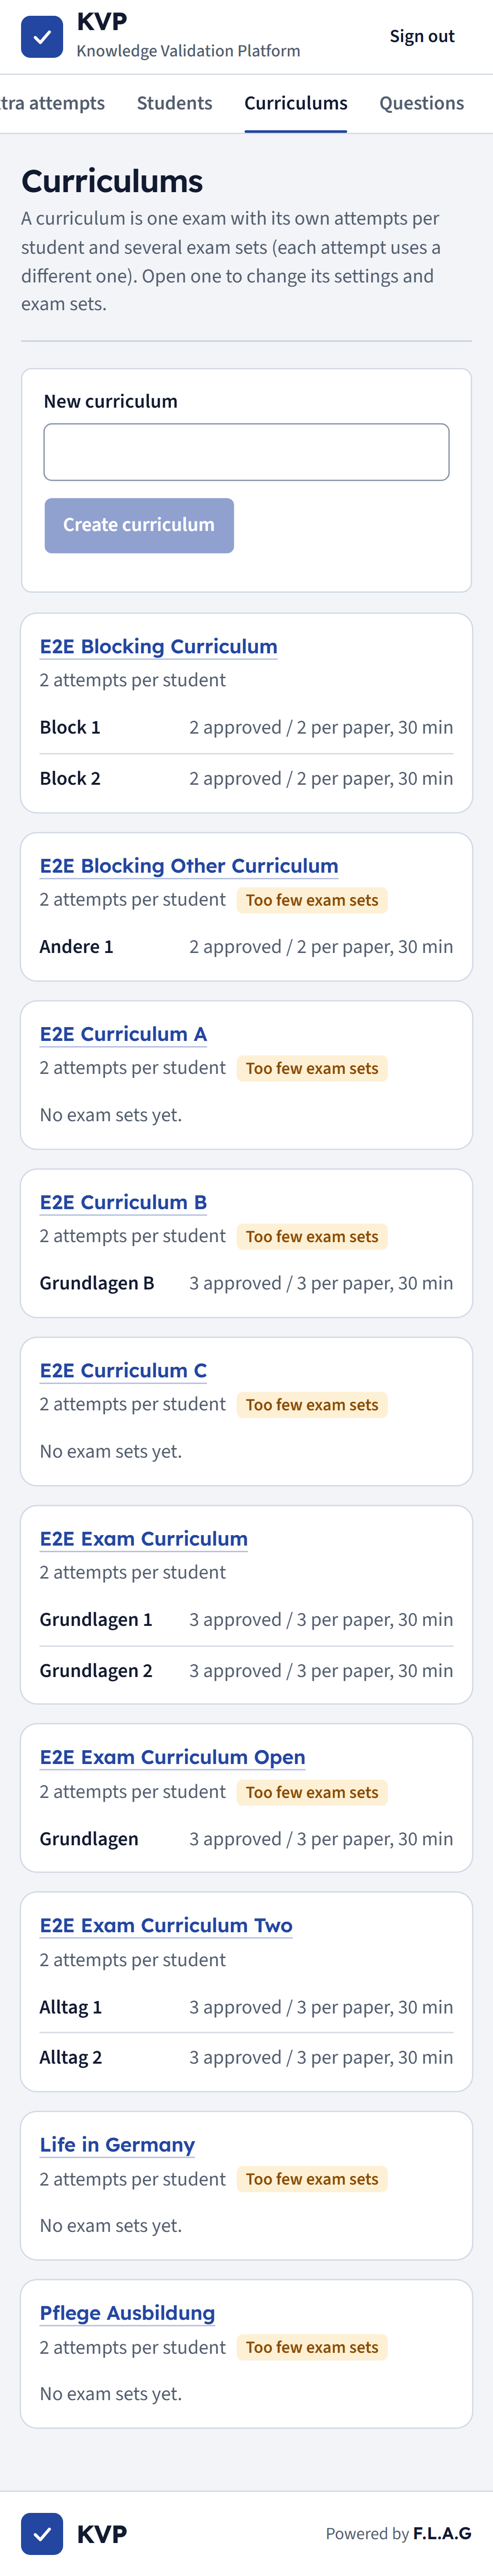 KVP
Knowledge Validation Platform
Sign out
tra attempts
Students
Curriculums
Questions
Curriculums
A curriculum is one exam with its own attempts per
student and several exam sets (each attempt uses a
different one). Open one to change its settings and
exam sets.
New curriculum
Create curriculum
E2E Blocking Curriculum
2 attempts per student
Block 1 2 approved / 2 per paper, 30 min
Block 2 2 approved / 2 per paper, 30 min
E2E Blocking Other Curriculum
2 attempts per student Too few exam sets
Andere 1 2 approved / 2 per paper, 30 min
E2E Curriculum A
2 attempts per student Too few exam sets
No exam sets yet.
E2E Curriculum B
2 attempts per student Too few exam sets
Grundlagen B 3 approved / 3 per paper, 30 min
E2E Curriculum C
2 attempts per student Too few exam sets
No exam sets yet.
E2E Exam Curriculum
2 attempts per student
Grundlagen 1 3 approved / 3 per paper, 30 min
Grundlagen 2 3 approved / 3 per paper, 30 min
E2E Exam Curriculum Open
2 attempts per student Too few exam sets
Grundlagen 3 approved / 3 per paper, 30 min
E2E Exam Curriculum Two
2 attempts per student
Alltag 1 3 approved / 3 per paper, 30 min
Alltag 2 3 approved / 3 per paper, 30 min
Life in Germany
2 attempts per student Too few exam sets
No exam sets yet.
Pflege Ausbildung
2 attempts per student Too few exam sets
No exam sets yet.
KVP
Powered by F.L.A.G